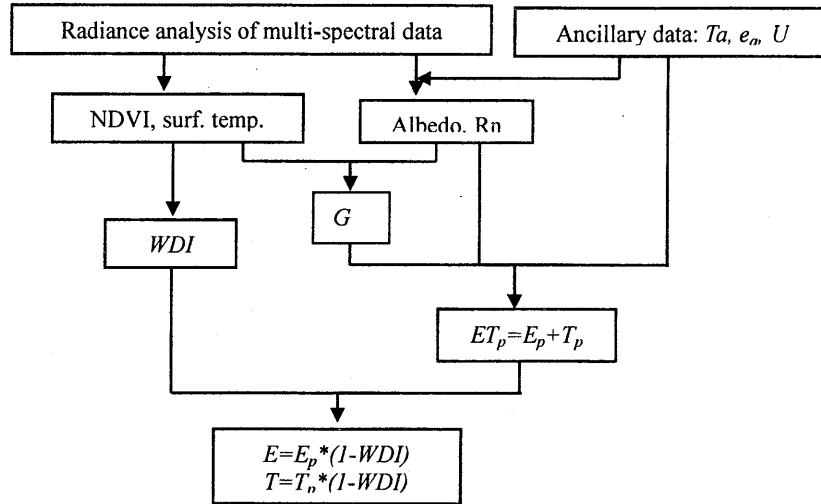 Radiance analysis of multi-spectral data
Ancillary data: Ta, eₐ, U
NDVI, surf. temp.
Albedo, Rn
G
WDI
ETₚ=Eₚ+Tₚ
E=Eₚ*(1-WDI)
T=Tₚ*(1-WDI)